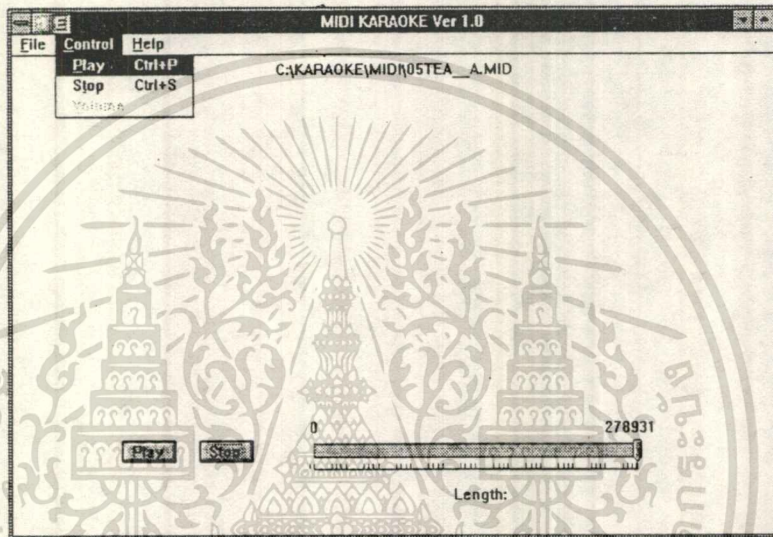 MIDI KARAOKE Ver 1.0
File Control Help
Play Ctrl+P
Stop Ctrl+S
Volume
C:\KARAOKE\MIDI\05TEA__A.MID
0 278931
Play Stop
Length: